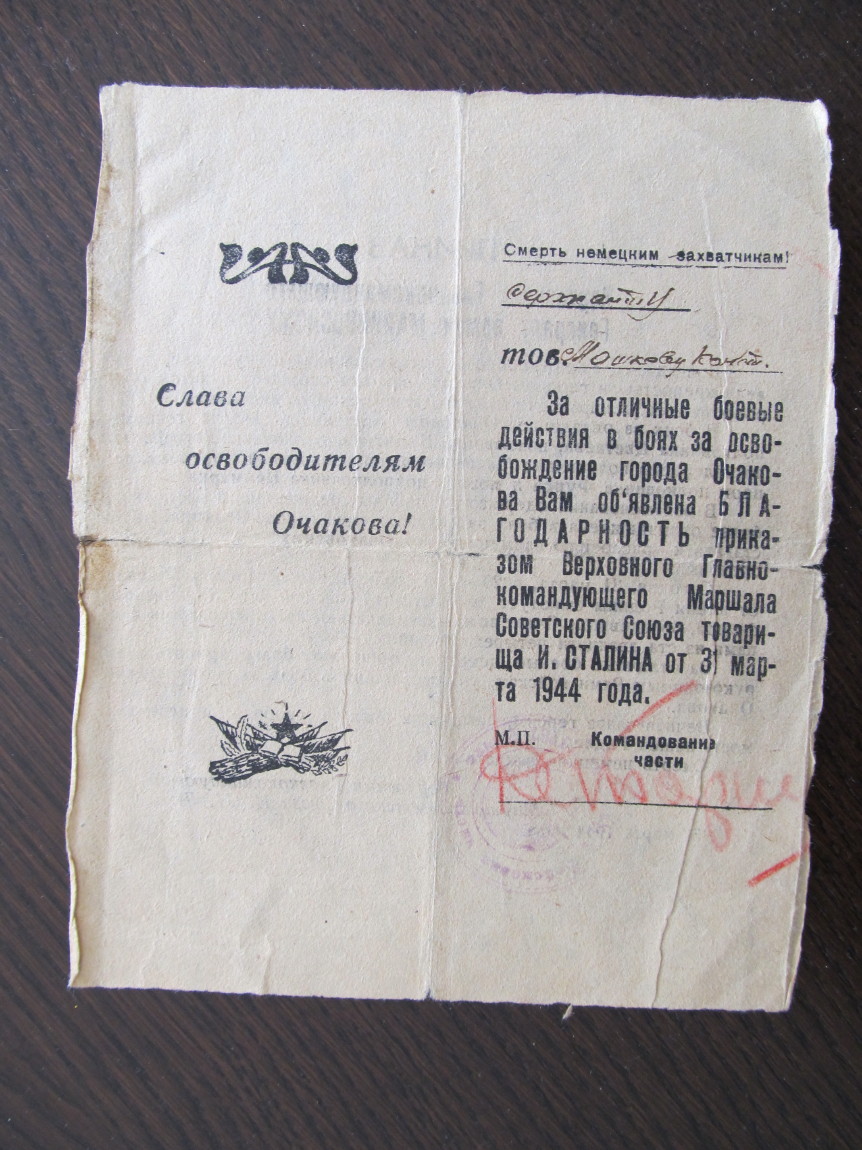 Слава
освободителям
Очакова!
Смерть немецким захватчикам!
сержанту
тов. Мошкову
За отличные боевые
действия в боях за осво-
бождение города Очако-
ва Вам об'явлена БЛА-
ГОДАРНОСТЬ прика-
зом Верховного Главно-
командующего Маршала
Советского Союза товари-
ща И. СТАЛИНА от 31 мар-
та 1944 года.
М.П. Командование
части